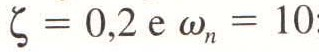 ζ = 0,2 e ωₙ = 10;